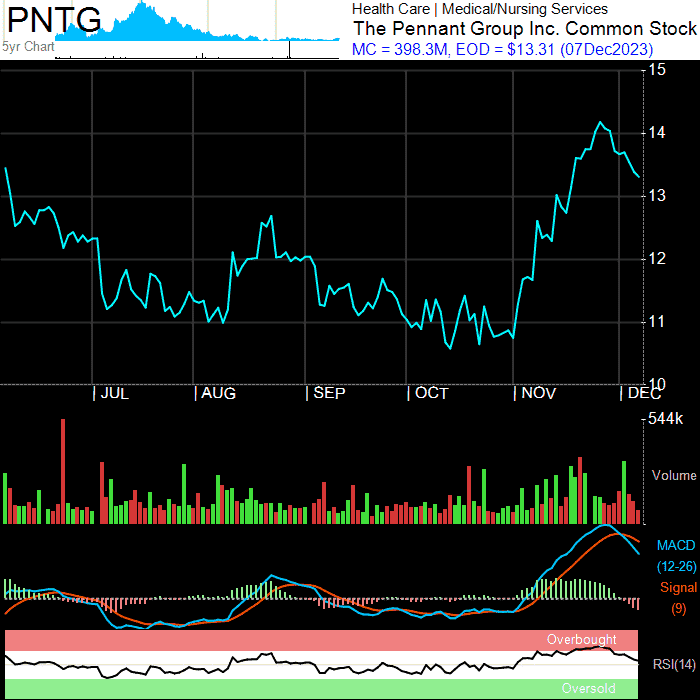 PNTG
5yr Chart
Health Care | Medical/Nursing Services
The Pennant Group Inc. Common Stock
MC = 398.3M, EOD = $13.31 (07Dec2023)
15
14
13
12
11
10
| JUL | AUG | SEP | OCT | NOV | DEC
544k
Volume
MACD
(12-26)
Signal
(9)
Overbought
RSI(14)
Oversold